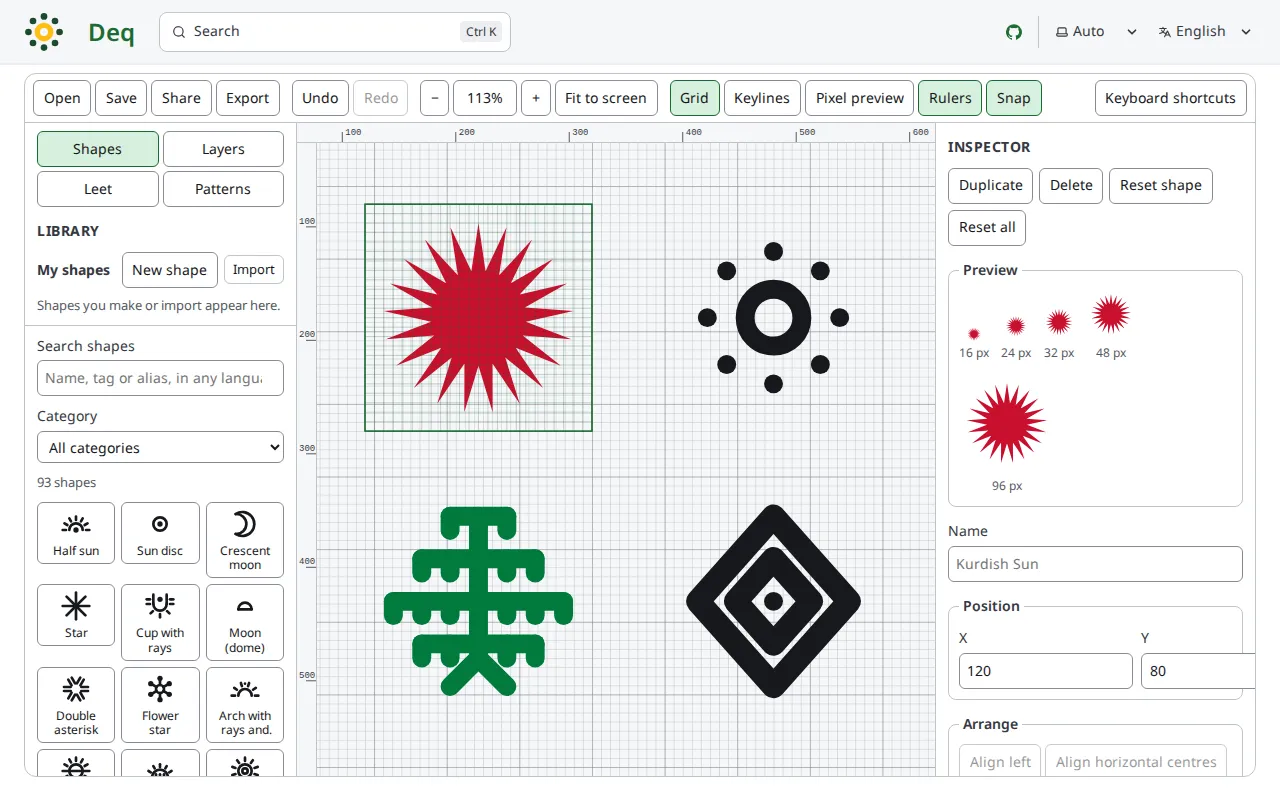 Deq
Search
Ctrl K
Auto
English
Open
Save
Share
Export
Undo
Redo
−
113%
+
Fit to screen
Grid
Keylines
Pixel preview
Rulers
Snap
Keyboard shortcuts
Shapes
Layers
Leet
Patterns
LIBRARY
My shapes
New shape
Import
Shapes you make or import appear here.
Search shapes
Name, tag or alias, in any langu
Category
All categories
93 shapes
Half sun
Sun disc
Crescent
moon
Star
Cup with
rays
Moon
(dome)
Double
asterisk
Flower
star
Arch with
rays and.
100
200
300
400
500
600
100
200
300
400
500
INSPECTOR
Duplicate
Delete
Reset shape
Reset all
Preview
16 px
24 px
32 px
48 px
96 px
Name
Kurdish Sun
Position
X
Y
120
80
Arrange
Align left
Align horizontal centres